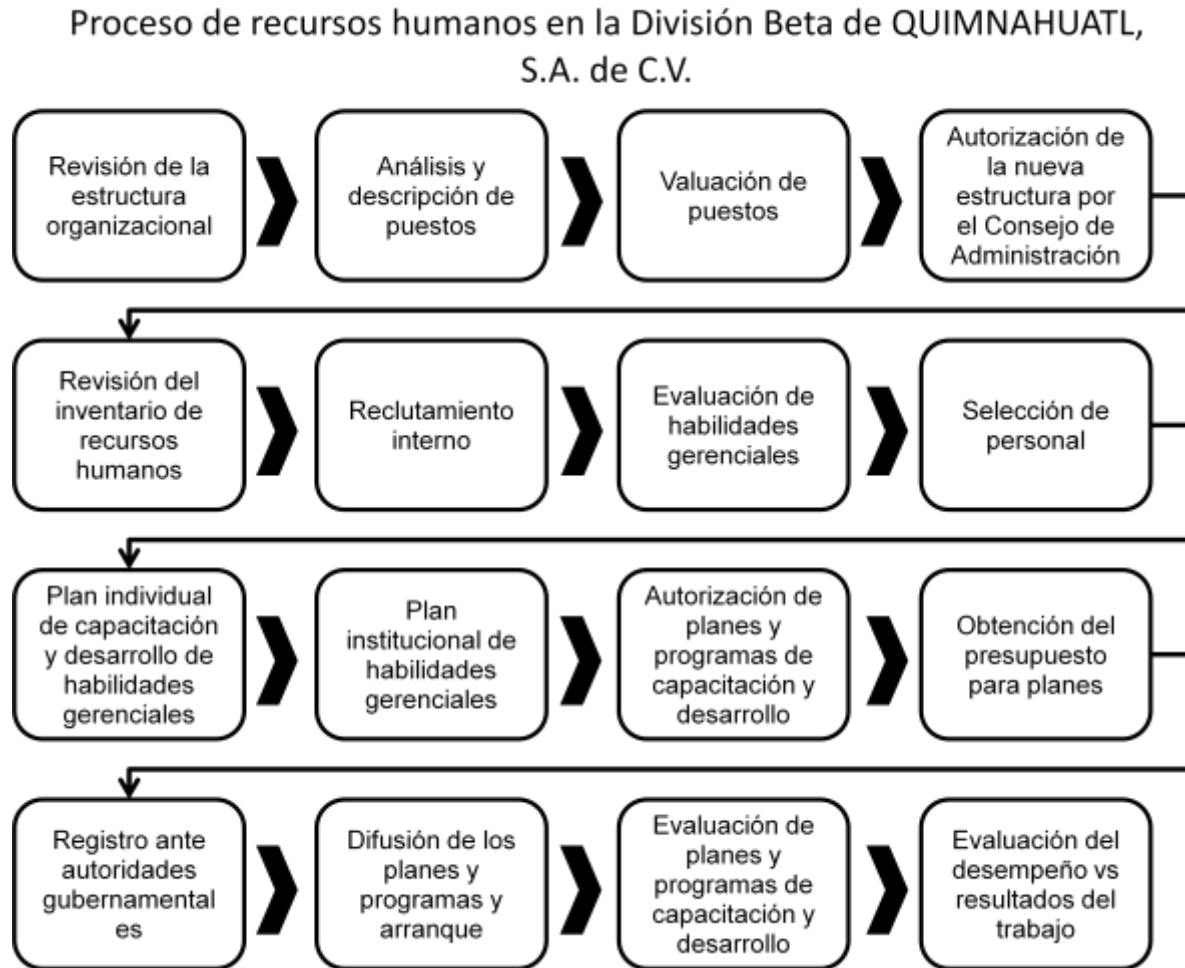 Proceso de recursos humanos en la División Beta de QUIMNAHUATL,
S.A. de C.V.
Revisión de la
estructura
organizacional
Análisis y
descripción de
puestos
Valuación de
puestos
Autorización de
la nueva
estructura por
el Consejo de
Administración
Revisión del
inventario de
recursos
humanos
Reclutamiento
interno
Evaluación de
habilidades
gerenciales
Selección de
personal
Plan individual
de capacitación
y desarrollo de
habilidades
gerenciales
Plan
institucional de
habilidades
gerenciales
Autorización de
planes y
programas de
capacitación y
desarrollo
Obtención del
presupuesto
para planes
Registro ante
autoridades
gubernamental
es
Difusión de los
planes y
programas y
arranque
Evaluación de
planes y
programas de
capacitación y
desarrollo
Evaluación del
desempeño vs
resultados del
trabajo